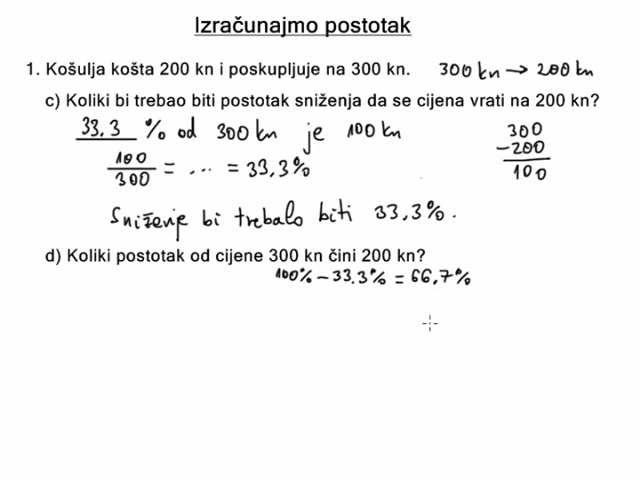 Izračunajmo postotak
1. Košulja košta 200 kn i poskupljuje na 300 kn. 300 kn → 200 kn
c) Koliki bi trebao biti postotak sniženja da se cijena vrati na 200 kn?
33.3 % od 300 kn je 100 kn
300
-200
100
100
300 = ... = 33,3%
Sniženje bi trebalo biti 33,3%.
d) Koliki postotak od cijene 300 kn čini 200 kn?
100% - 33,3% = 66,7%